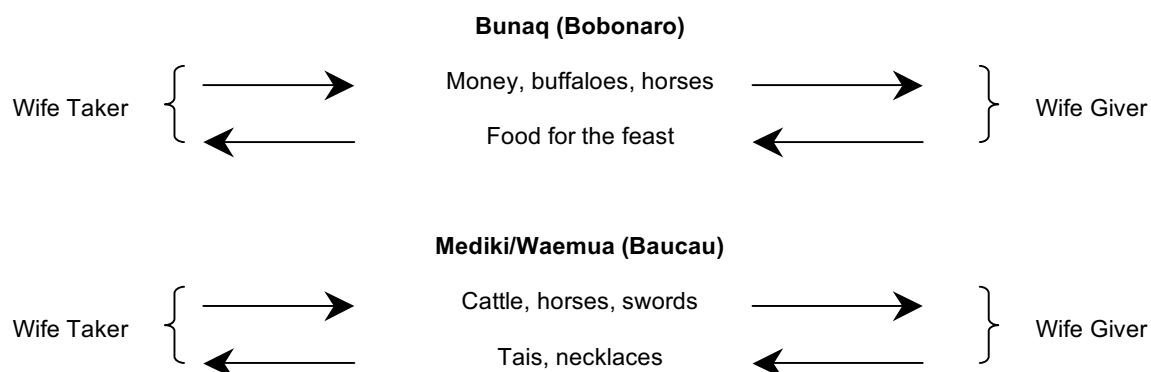 Bunaq (Bobonaro)
Money, buffaloes, horses
Wife Taker
Wife Giver
Food for the feast
Mediki/Waemua (Baucau)
Cattle, horses, swords
Wife Taker
Wife Giver
Tais, necklaces